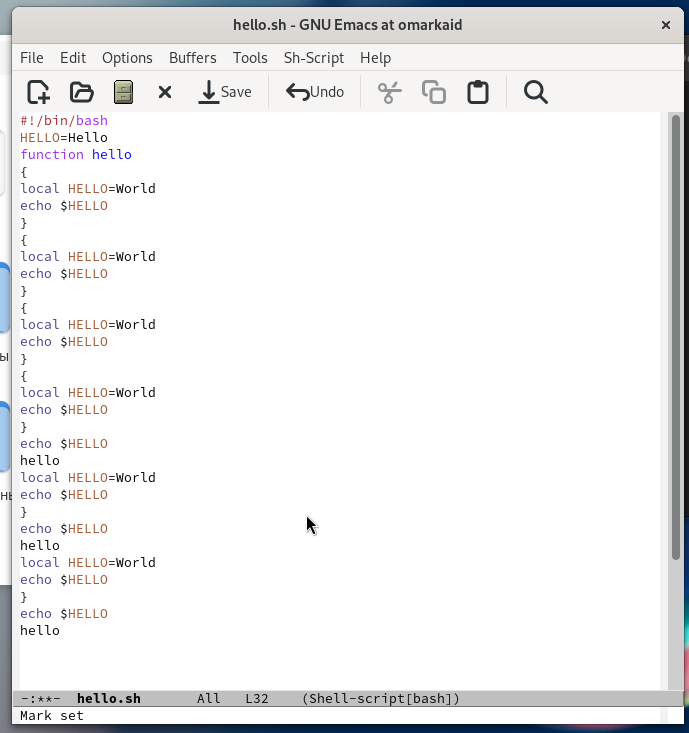 hello.sh - GNU Emacs at omarkaid
File Edit Options Buffers Tools Sh-Script Help
Save Undo
#!/bin/bash
HELLO=Hello
function hello
{
local HELLO=World
echo $HELLO
}
{
local HELLO=World
echo $HELLO
}
{
local HELLO=World
echo $HELLO
}
{
local HELLO=World
echo $HELLO
}
echo $HELLO
hello
local HELLO=World
echo $HELLO
}
echo $HELLO
hello
local HELLO=World
echo $HELLO
}
echo $HELLO
hello
-:**- hello.sh All L32 (Shell-script[bash])
Mark set